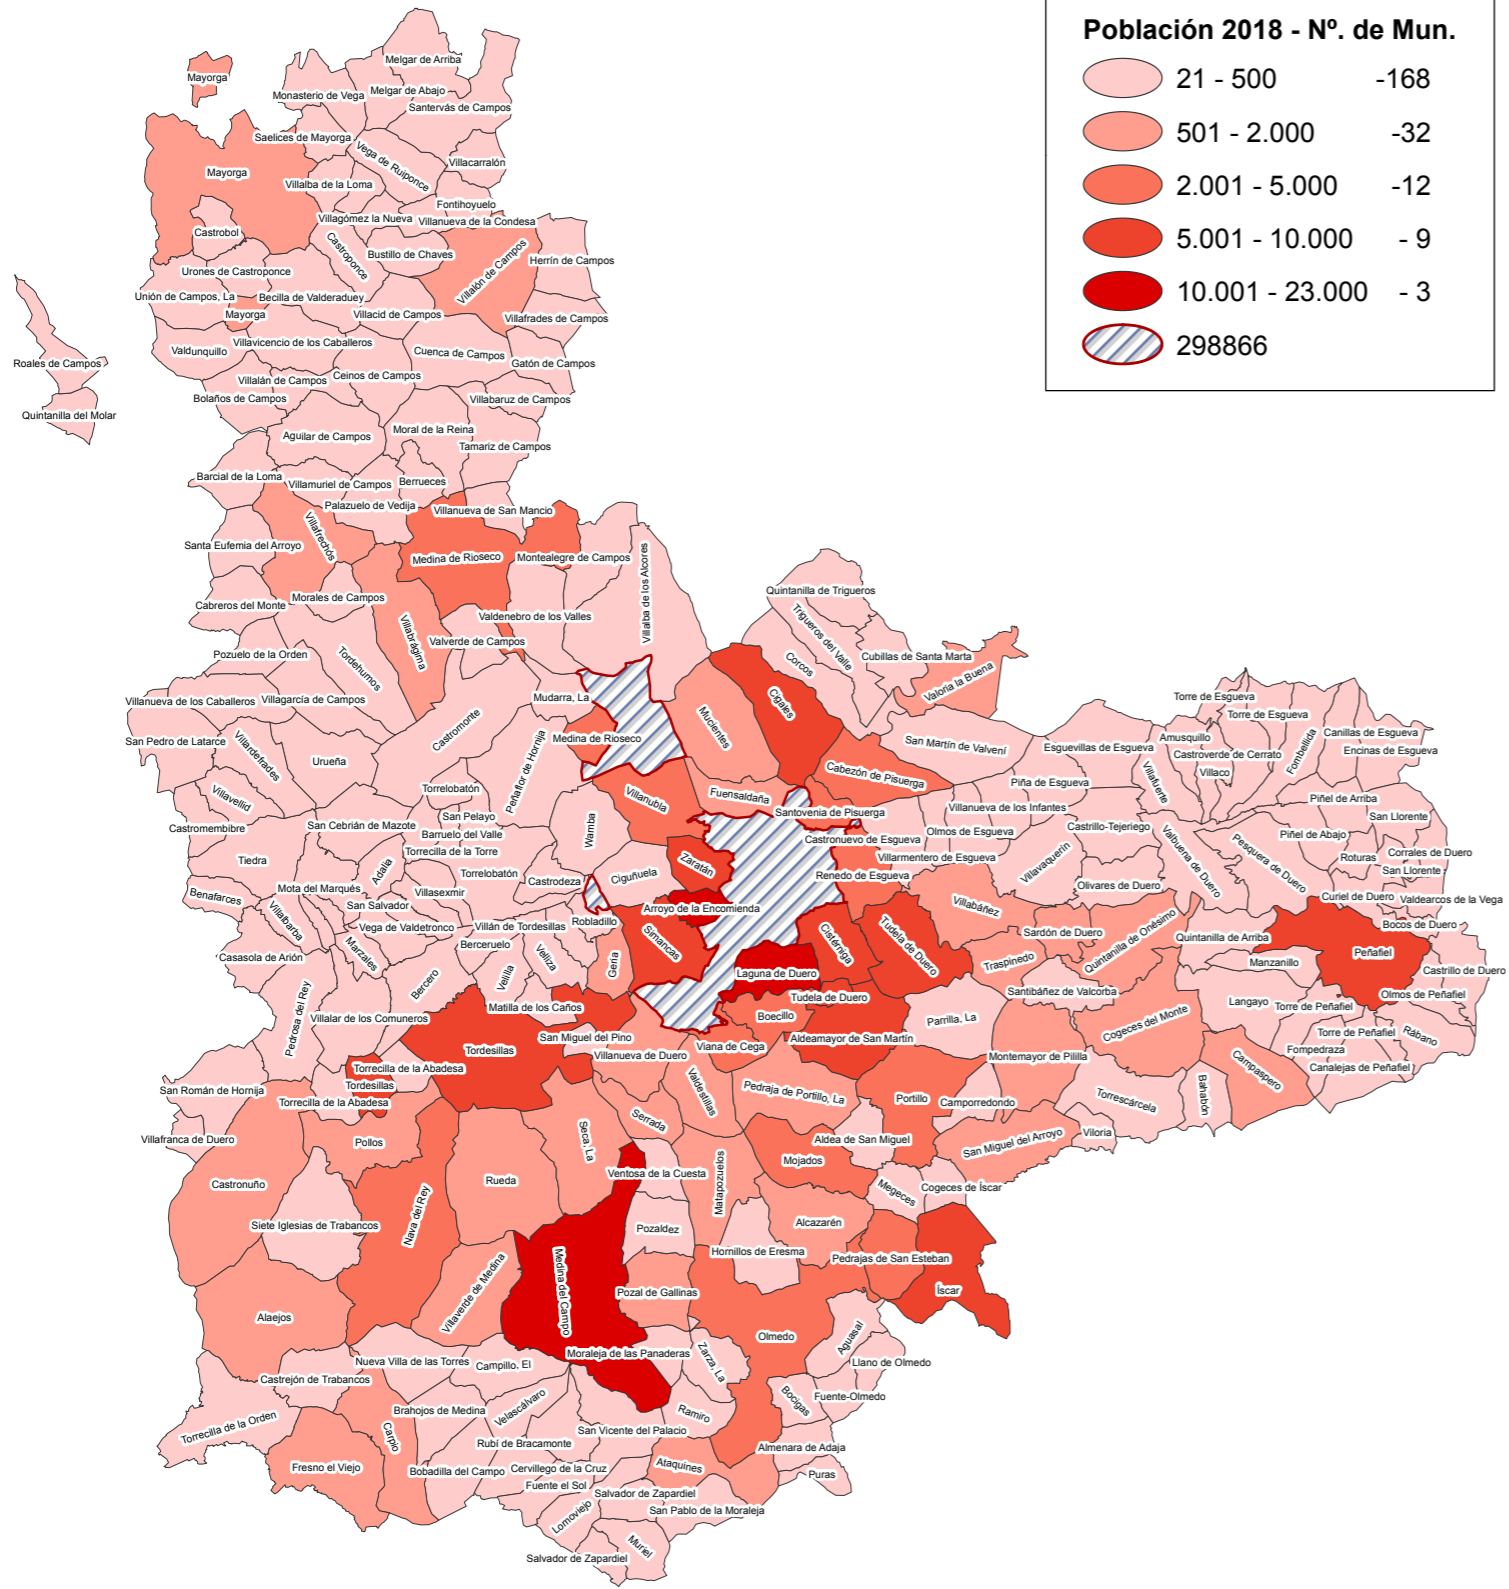 Población 2018 - Nº. de Mun.
21 - 500 -168
501 - 2.000 -32
2.001 - 5.000 -12
5.001 - 10.000 - 9
10.001 - 23.000 - 3
298866
Melgar de Arriba
Mayorga
Melgar de Abajo
Monasterio de Vega
Santervás de Campos
Saelices de Mayorga
Vega de Ruiponce
Villacarralón
Mayorga
Villalba de la Loma
Fontihoyuelo
Villagómez la Nueva
Villanueva de la Condesa
Castrobol
Castroponce
Bustillo de Chaves
Villalón de Campos
Herrín de Campos
Urones de Castroponce
Unión de Campos, La
Becilla de Valderaduey
Mayorga
Villacid de Campos
Villafrades de Campos
Valdunquillo
Villavicencio de los Caballeros
Cuenca de Campos
Gatón de Campos
Roales de Campos
Villalán de Campos
Ceinos de Campos
Bolaños de Campos
Villabaruz de Campos
Quintanilla del Molar
Aguilar de Campos
Moral de la Reina
Tamariz de Campos
Barcial de la Loma
Villamuriel de Campos
Berrueces
Palazuelo de Vedija
Villanueva de San Mancio
Santa Eufemia del Arroyo
Villafrechós
Medina de Rioseco
Montealegre de Campos
Villalba de los Alcores
Quintanilla de Trigueros
Cabreros del Monte
Morales de Campos
Valdenebro de los Valles
Trigueros del Valle
Villabrágima
Valverde de Campos
Pozuelo de la Orden
Tordehumos
Corcos
Cubillas de Santa Marta
Valoria la Buena
Villanueva de los Caballeros
Villagarcía de Campos
Mudarra, La
Cigales
Torre de Esgueva
Torre de Esgueva
San Pedro de Latarce
Villardefrades
Castromonte
Medina de Rioseco
Mucientes
San Martín de Valvení
Esguevillas de Esgueva
Amusquillo
Castroverde de Cerrato
Fombellida
Canillas de Esgueva
Encinas de Esgueva
Urueña
Peñaflor de Hornija
Cabezón de Pisuerga
Piña de Esgueva
Villafuerte
Villaco
Villavellid
Torrelobatón
Villanubla
Fuensaldaña
Santovenia de Pisuerga
Villanueva de los Infantes
Piñel de Arriba
San Llorente
Castromembibre
San Cebrián de Mazote
San Pelayo
Barruelo del Valle
Wamba
Castronuevo de Esgueva
Olmos de Esgueva
Castrillo-Tejeriego
Valbuena de Duero
Piñel de Abajo
Pesquera de Duero
Tiedra
Adalia
Torrecilla de la Torre
Zaratán
Villarmentero de Esgueva
Villavaquerín
Roturas
Corrales de Duero
San Llorente
Torrelobatón
Castrodeza
Ciguñuela
Renedo de Esgueva
Olivares de Duero
Benafarces
Mota del Marqués
Villasexmir
San Salvador
Arroyo de la Encomienda
Villabáñez
Curiel de Duero
Valdearcos de la Vega
Villalbarba
Vega de Valdetronco
Villán de Tordesillas
Robladillo
Simancas
Cistérniga
Tudela de Duero
Sardón de Duero
Quintanilla de Onésimo
Quintanilla de Arriba
Bocos de Duero
Peñafiel
Casasola de Arión
Marzales
Berceruelo
Velliza
Geria
Traspinedo
Manzanillo
Castrillo de Duero
Bercero
Velilla
Laguna de Duero
Santibáñez de Valcorba
Olmos de Peñafiel
Pedrosa del Rey
Villalar de los Comuneros
Matilla de los Caños
Tudela de Duero
Boecillo
Parrilla, La
Cogeces del Monte
Langayo
Torre de Peñafiel
Torre de Peñafiel
Rábano
San Miguel del Pino
Viana de Cega
Aldeamayor de San Martín
Tordesillas
Villanueva de Duero
Montemayor de Pililla
Fompedraza
Campaspero
Canalejas de Peñafiel
Torrecilla de la Abadesa
Tordesillas
San Román de Hornija
Torrecilla de la Abadesa
Valdestillas
Pedraja de Portillo, La
Portillo
Camporredondo
Torrescárcela
Bahabón
Villafranca de Duero
Pollos
Seca, La
Serrada
Aldea de San Miguel
San Miguel del Arroyo
Viloria
Castronuño
Rueda
Ventosa de la Cuesta
Matapozuelos
Mojados
Megeces
Cogeces de Íscar
Siete Iglesias de Trabancos
Nava del Rey
Pozaldez
Alcazarén
Hornillos de Eresma
Pedrajas de San Esteban
Íscar
Villaverde de Medina
Medina del Campo
Pozal de Gallinas
Alaejos
Olmedo
Aguasal
Nueva Villa de las Torres
Campillo, El
Moraleja de las Panaderas
Zarza, La
Llano de Olmedo
Castrejón de Trabancos
Bocigas
Fuente-Olmedo
Brahojos de Medina
Velascálvaro
Ramiro
Torrecilla de la Orden
Carpio
San Vicente del Palacio
Rubí de Bracamonte
Almenara de Adaja
Fresno el Viejo
Bobadilla del Campo
Cervillego de la Cruz
Ataquines
Puras
Fuente el Sol
Salvador de Zapardiel
San Pablo de la Moraleja
Lomoviejo
Muriel
Salvador de Zapardiel